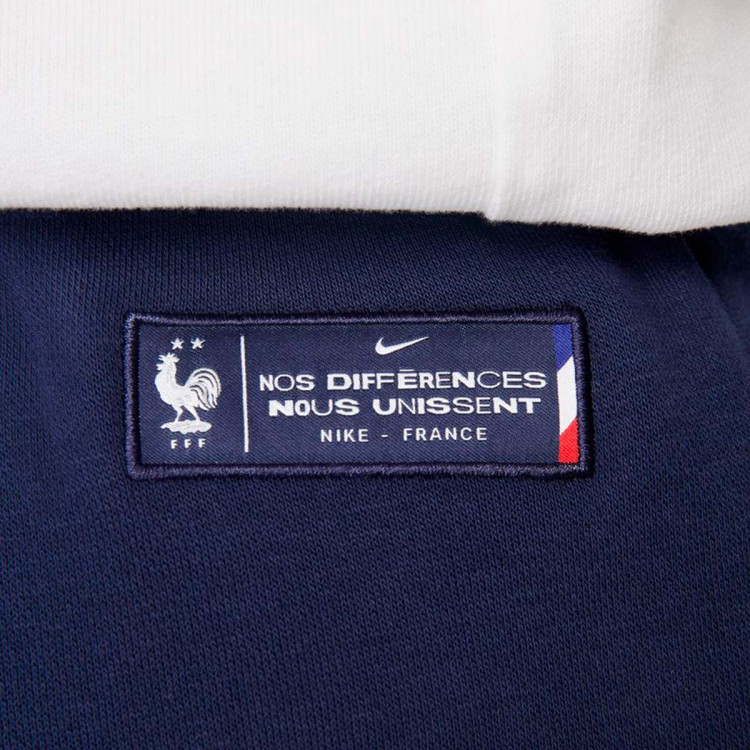 FFF
NOS DIFFÉRENCES
NOUS UNISSENT
NIKE - FRANCE